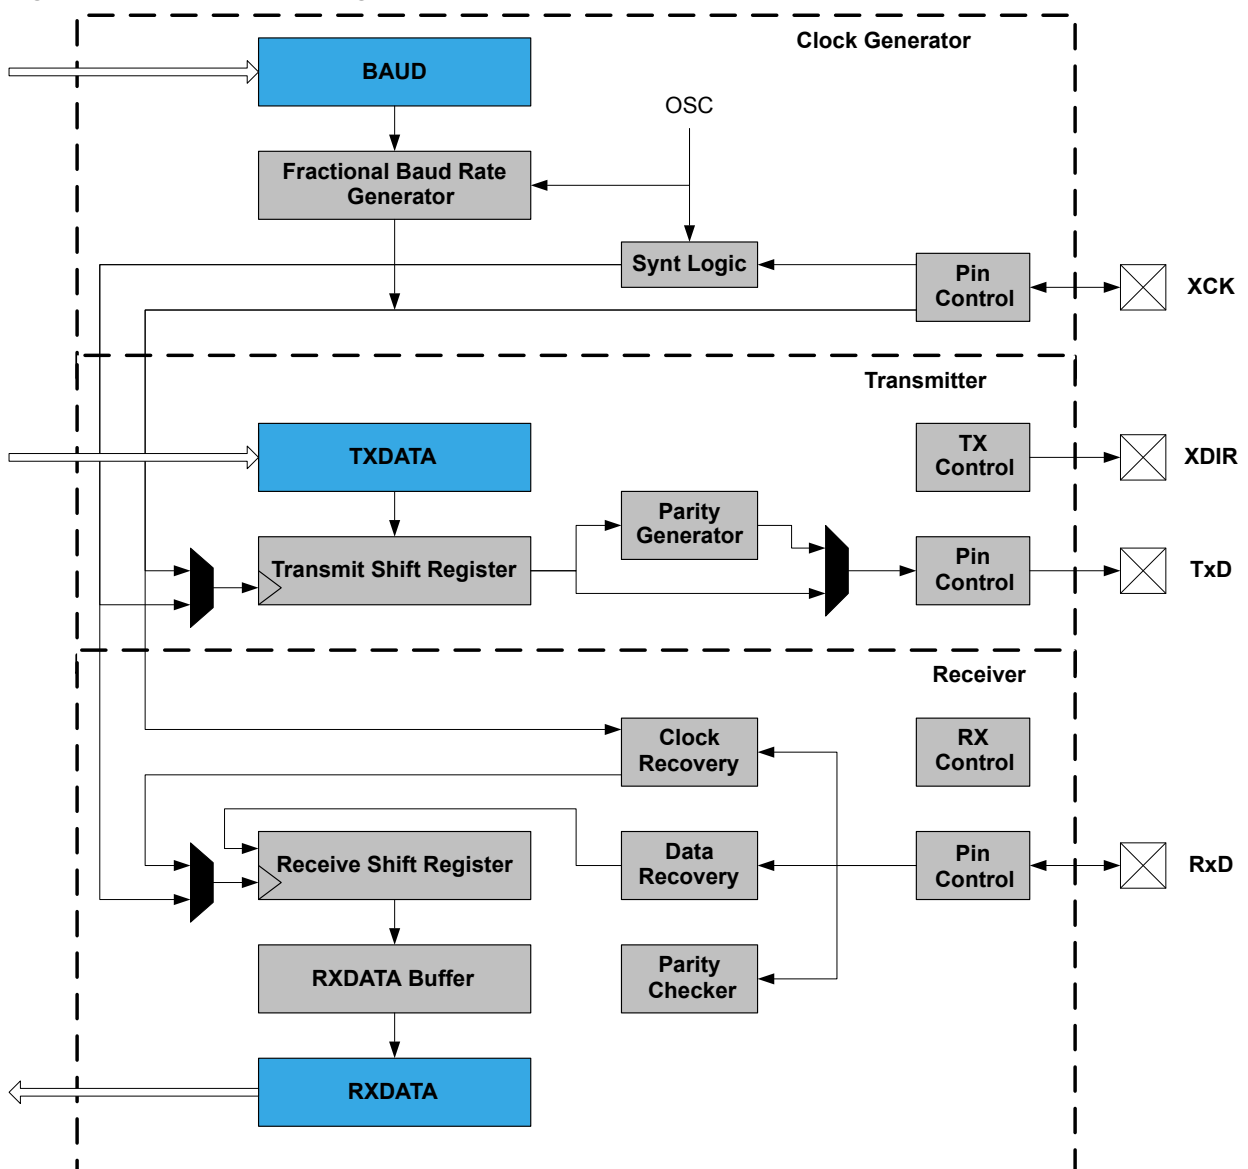 Clock Generator
BAUD
OSC
Fractional Baud Rate
Generator
Synt Logic
Pin
Control
XCK
Transmitter
TXDATA
TX
Control
XDIR
Parity
Generator
Transmit Shift Register
Pin
Control
TxD
Receiver
Clock
Recovery
RX
Control
Receive Shift Register
Data
Recovery
Pin
Control
RxD
RXDATA Buffer
Parity
Checker
RXDATA